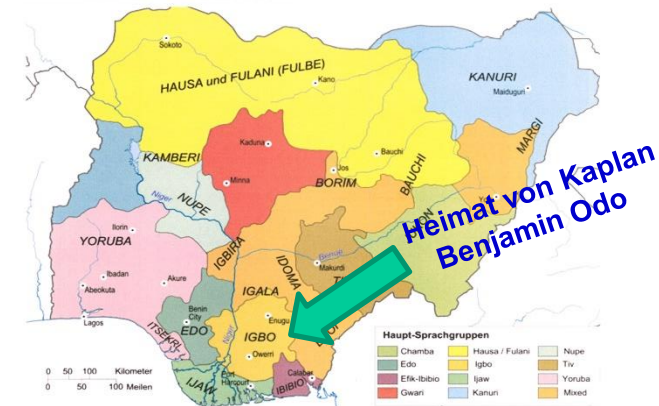 Sokoto
HAUSA und FULANI (FULBE)
Kano
KANURI
Maiduguri
Kaduna
KAMBERI
Bauchi
BAUCHI
MARGI
Jos
BORIM
Minna
Niger
NUPE
Heimat von Kaplan
Benjamin Odo
Ilorin
YORUBA
IGBIRA
IDOMA
Benue
Makurdi
Ibadan
Abeokuta
Akure
IGALA
Lagos
Benin
City
EDO
ITSEKRI
Niger
Enugu
IGBO
Owerri
Port
Harcourt
IJAW
Calabar
IBIBIO
0 50 100 Kilometer
0 50 100 Meilen
Haupt-Sprachgruppen
Chamba
Edo
Efik-Ibibio
Gwari
Hausa / Fulani
Igbo
Ijaw
Kanuri
Nupe
Tiv
Yoruba
Mixed